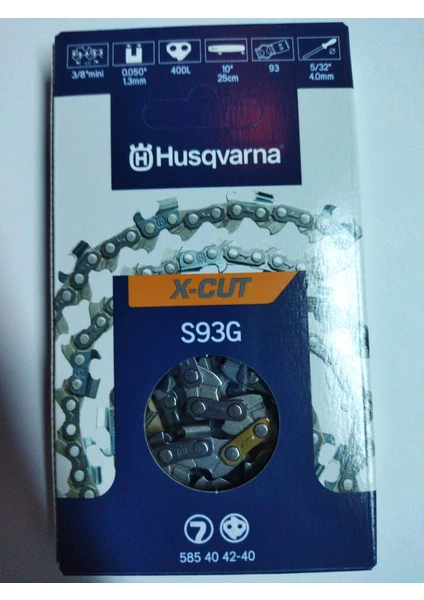 3/8"mini
0.050"
1.3mm
40DL
10"
25cm
93
5/32"
4.0mm
H Husqvarna
X-CUT
S93G
7
585 40 42-40